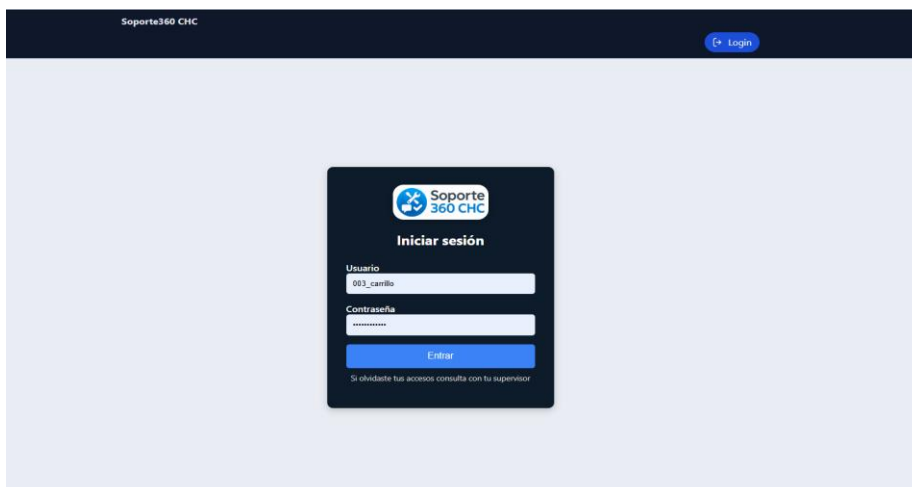 Soporte360 CHC
Login
Soporte
360 CHC
Iniciar sesión
Usuario
003_carrillo
Contraseña
••••••••••••
Entrar
Si olvidaste tus accesos consulta con tu supervisor